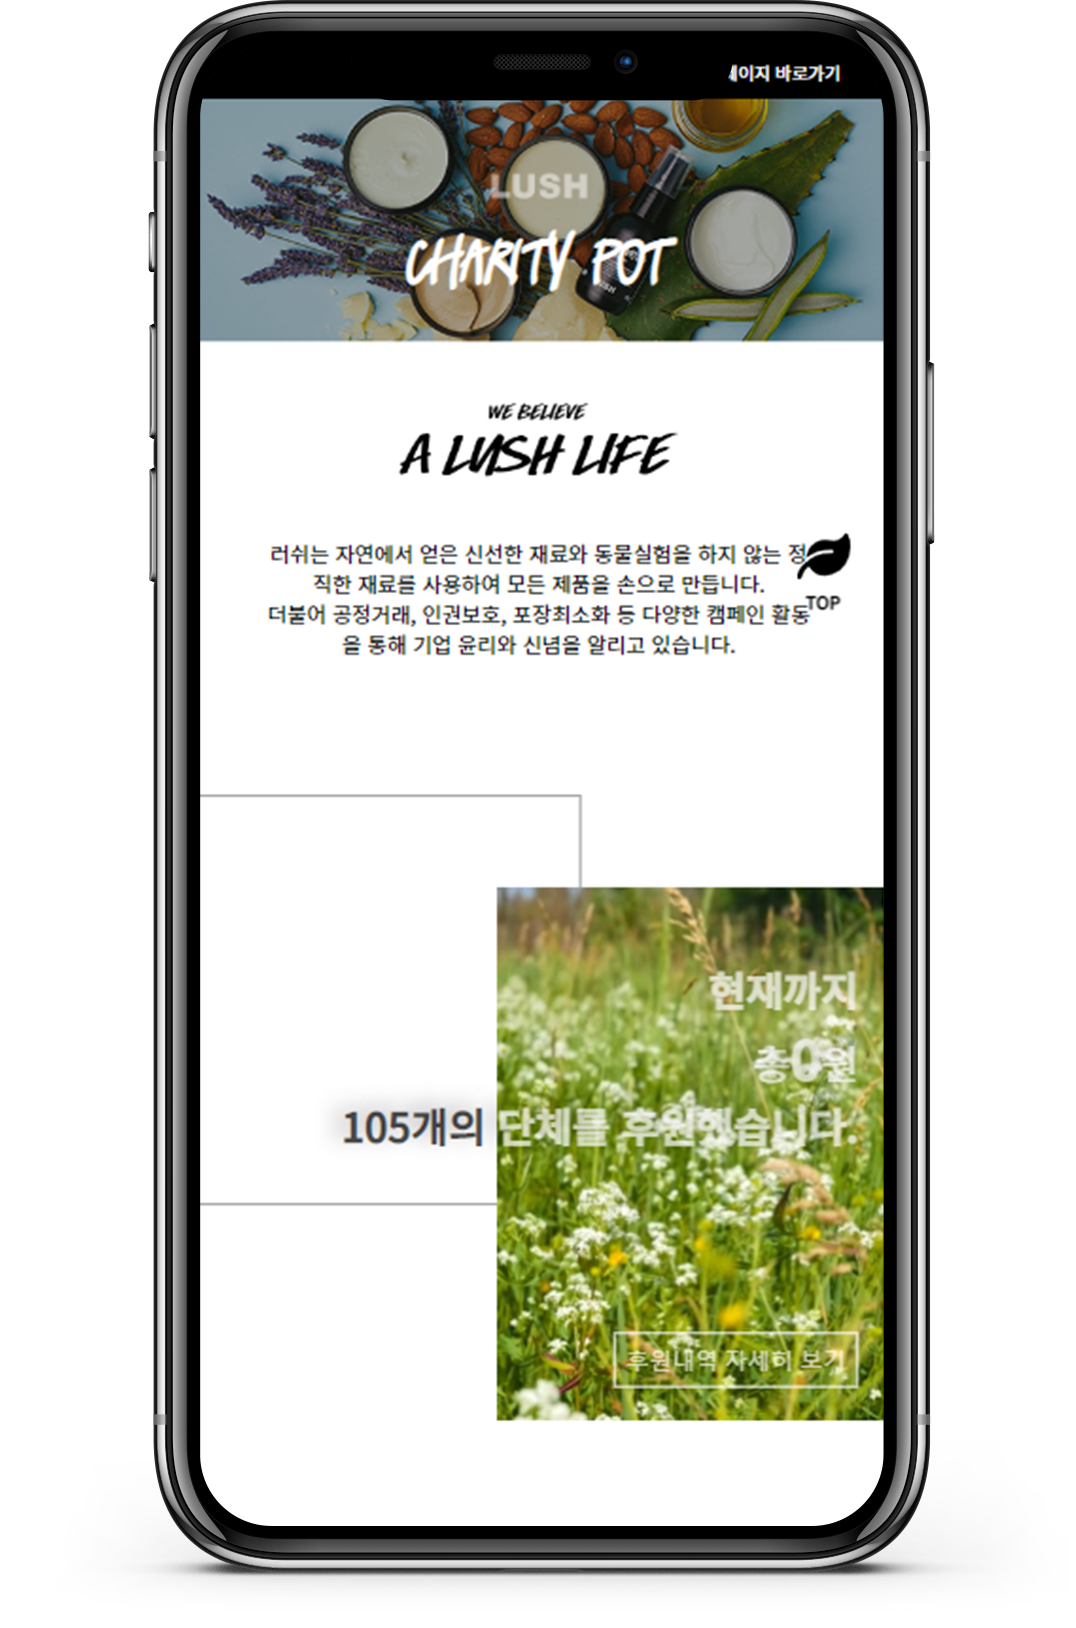 이지 바로가기
LUSH
CHARITY POT
LUSH
WE BELIEVE
A LUSH LIFE
러쉬는 자연에서 얻은 신선한 재료와 동물실험을 하지 않는 정
직한 재료를 사용하여 모든 제품을 손으로 만듭니다.
TOP
더불어 공정거래, 인권보호, 포장최소화 등 다양한 캠페인 활동
을 통해 기업 윤리와 신념을 알리고 있습니다.
현재까지
총0원
105개의 단체를 후원했습니다.
후원내역 자세히 보기